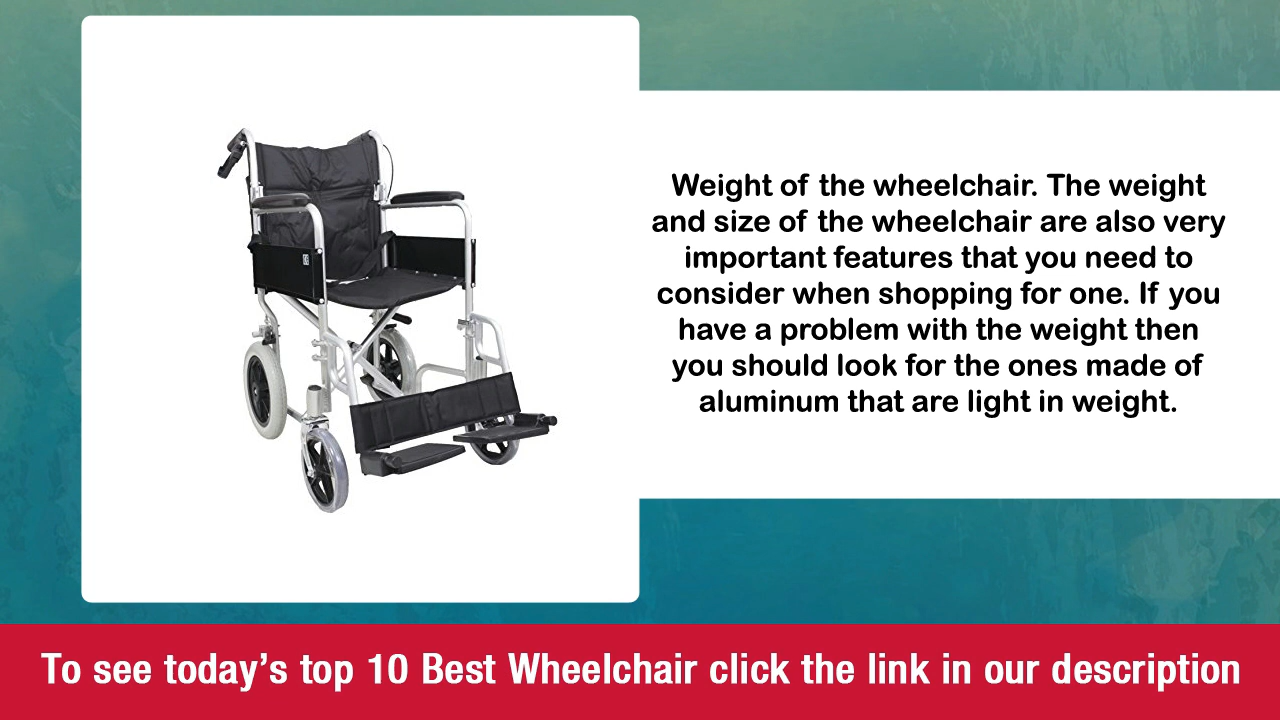 Weight of the wheelchair. The weight
and size of the wheelchair are also very
important features that you need to
consider when shopping for one. If you
have a problem with the weight then
you should look for the ones made of
aluminum that are light in weight.
To see today’s top 10 Best Wheelchair click the link in our description